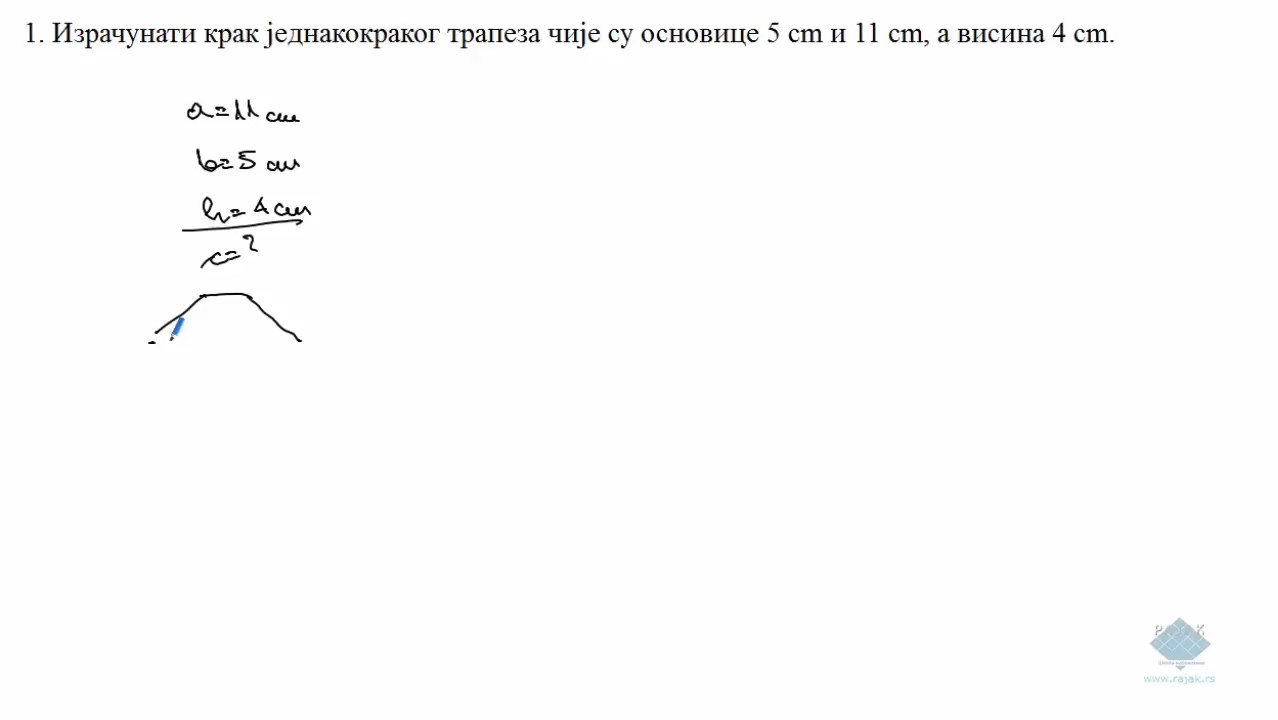 1. Израчунати крак једнакокраког трапеза чије су основице 5 cm и 11 cm, а висина 4 cm.
a=11 cm
b=5 cm
h=4 cm
c=?
www.rajak.rs